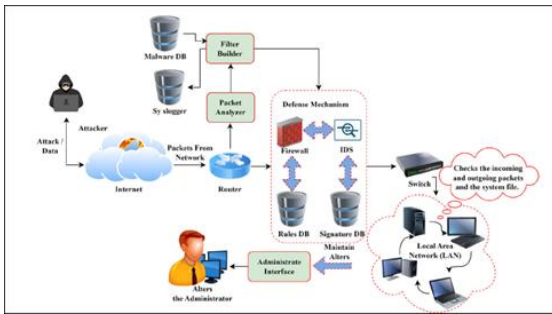 Malware DB
Filter
Builder
Sy slogger
Packet
Analyzer
Defense Mechanism
Attacker
Attack /
Data
Packets From
Network
Internet
Router
Firewall
IDS
Rules DB
Signature DB
Switch
Checks the incoming
and outgoing packets
and the system file.
Local Area
Network (LAN)
Maintain
Alters
Administrate
Interface
Alters
the Administrator